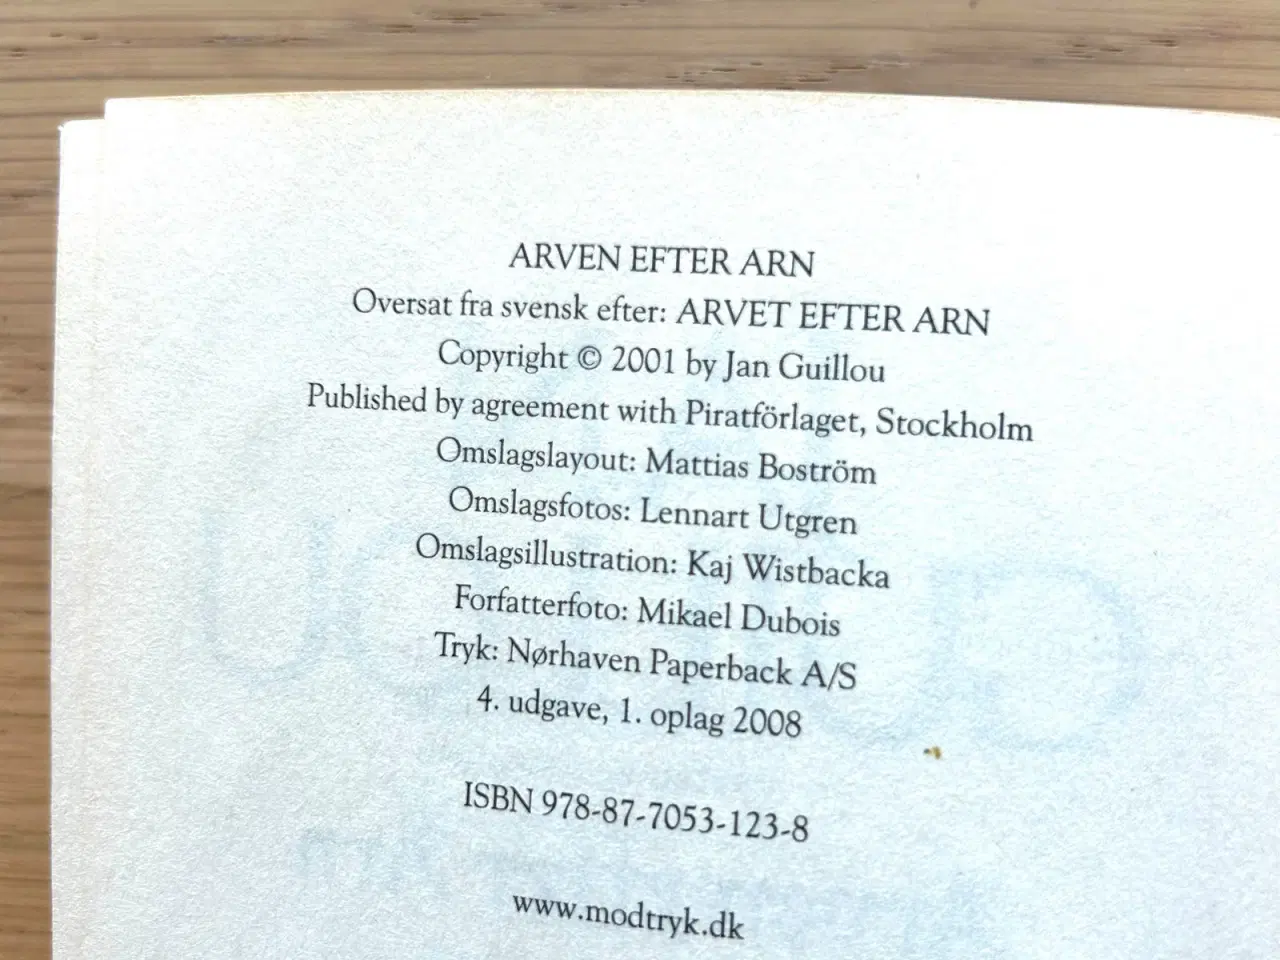 ARVEN EFTER ARN
Oversat fra svensk efter: ARVET EFTER ARN
Copyright © 2001 by Jan Guillou
Published by agreement with Piratförlaget, Stockholm
Omslagslayout: Mattias Boström
Omslagsfotos: Lennart Utgren
Omslagsillustration: Kaj Wistbacka
Forfatterfoto: Mikael Dubois
Tryk: Nørhaven Paperback A/S
4. udgave, 1. oplag 2008
ISBN 978-87-7053-123-8
www.modtryk.dk